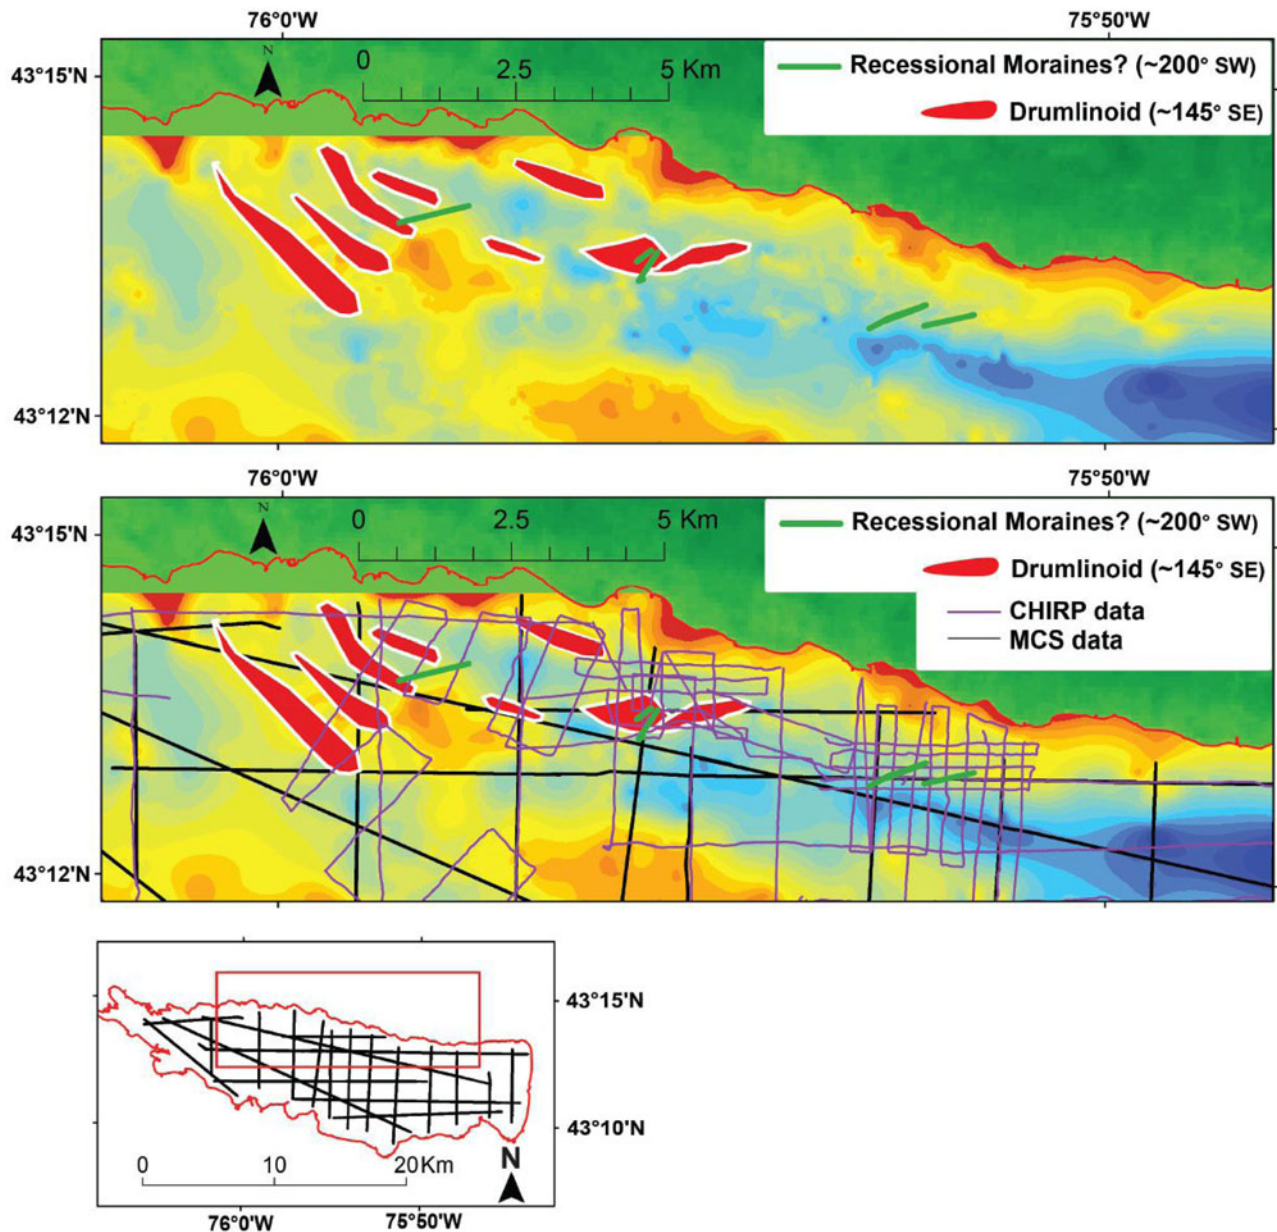 76°0'W 75°50'W
43°15'N
N
0 2.5 5 Km
Recessional Moraines? (~200° SW)
Drumlinoid (~145° SE)
43°12'N
76°0'W 75°50'W
43°15'N
N
0 2.5 5 Km
Recessional Moraines? (~200° SW)
Drumlinoid (~145° SE)
CHIRP data
MCS data
43°12'N
43°15'N
43°10'N
0 10 20Km
N
76°0'W 75°50'W